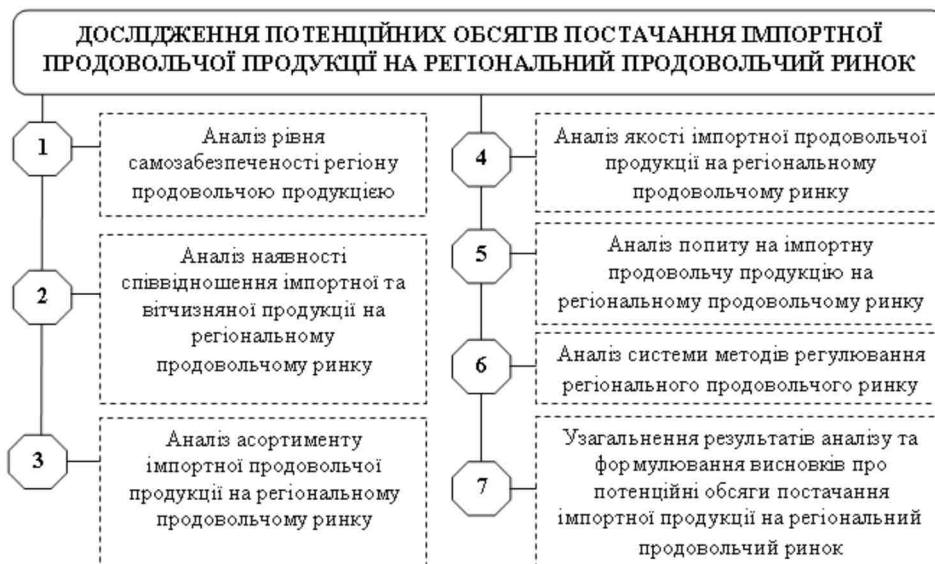 ДОСЛІДЖЕННЯ ПОТЕНЦІЙНИХ ОБСЯГІВ ПОСТАЧАННЯ ІМПОРТНОЇ
ПРОДОВОЛЬЧОЇ ПРОДУКЦІЇ НА РЕГІОНАЛЬНИЙ ПРОДОВОЛЬЧИЙ РИНОК
1
Аналіз рівня
самозабезпеченості регіону
продовольчою продукцією
2
Аналіз наявності
співвідношення імпортної та
вітчизняної продукції на
регіональному
продовольчому ринку
3
Аналіз асортименту
імпортної продовольчої
продукції на регіональному
продовольчому ринку
4
Аналіз якості імпортної продовольчої
продукції на регіональному
продовольчому ринку
5
Аналіз попиту на імпортну
продовольчу продукцію на
регіональному продовольчому ринку
6
Аналіз системи методів регулювання
регіонального продовольчого ринку
7
Узагальнення результатів аналізу та
формулювання висновків про
потенційні обсяги постачання
імпортної продукції на регіональний
продовольчий ринок